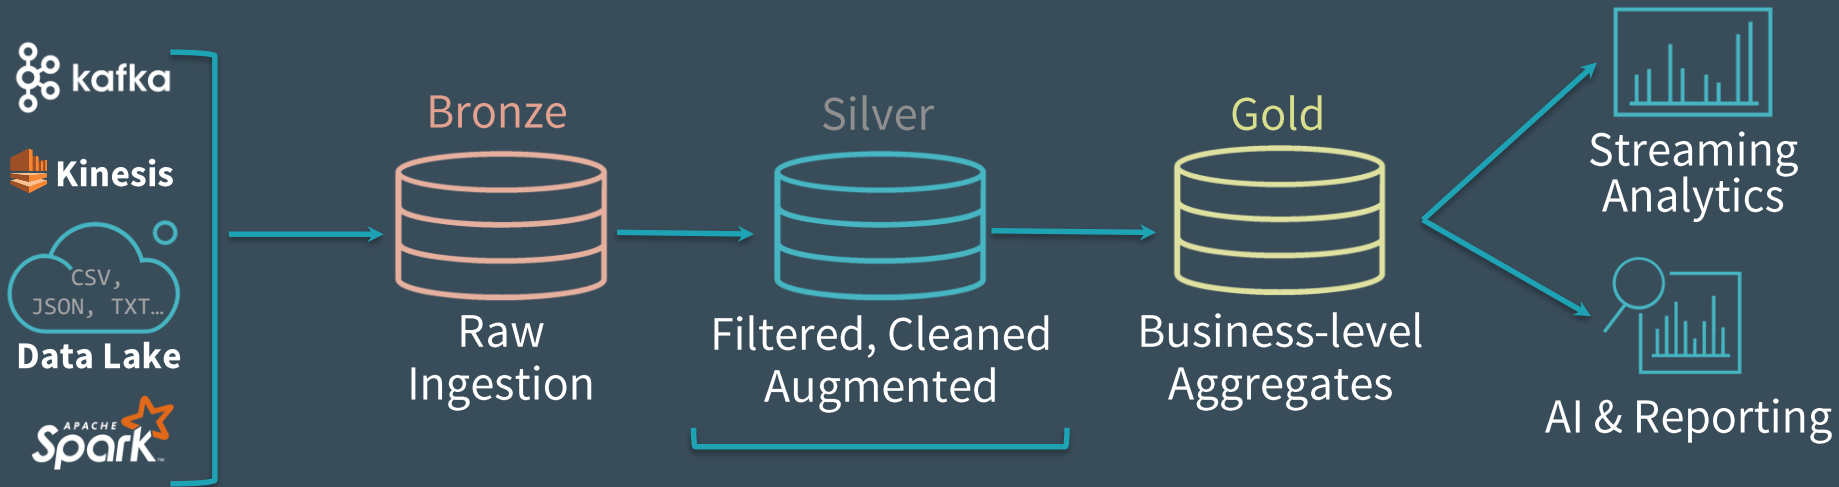 kafka
Kinesis
CSV,
JSON, TXT…
Data Lake
APACHE
Spark™
Bronze
Raw
Ingestion
Silver
Filtered, Cleaned
Augmented
Gold
Business-level
Aggregates
Streaming
Analytics
AI & Reporting